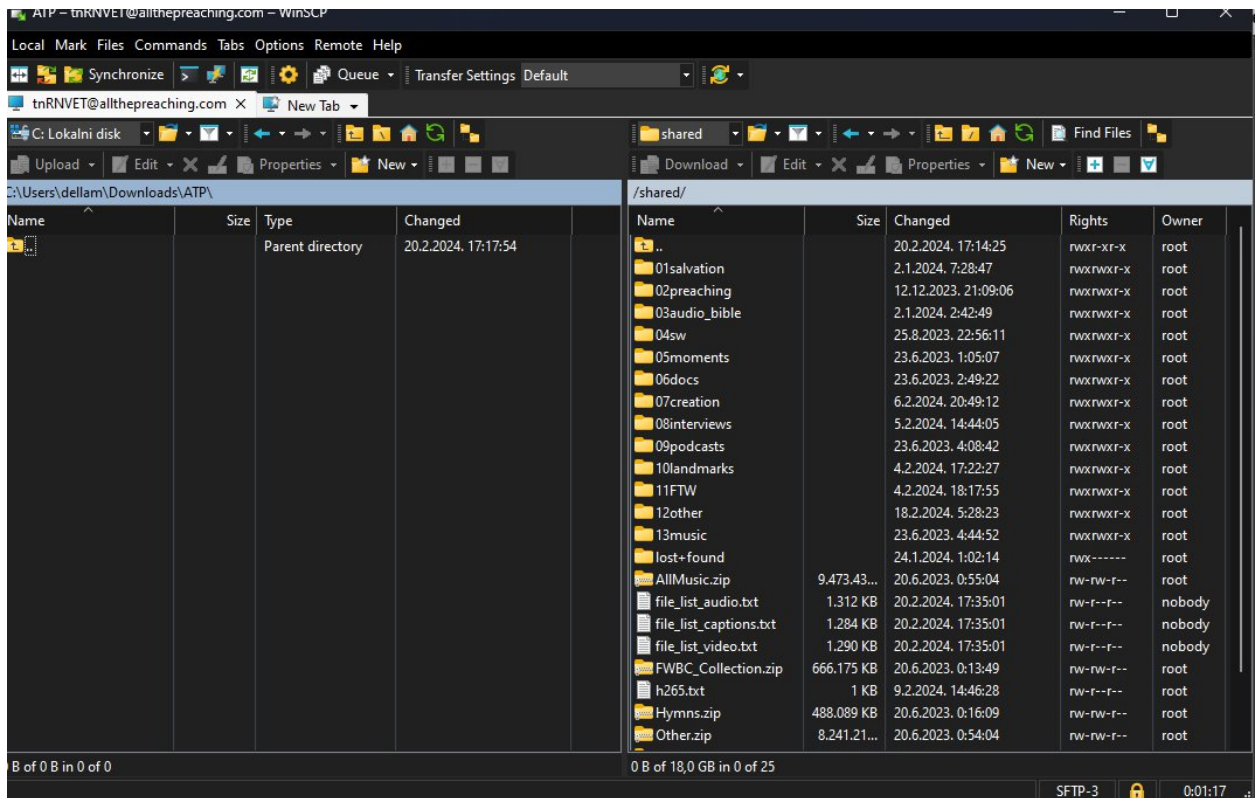 ATP – tnRNVET@allthepreaching.com – WinSCP
Local Mark Files Commands Tabs Options Remote Help
Synchronize Queue Transfer Settings Default
tnRNVET@allthepreaching.com X New Tab
C: Lokalni disk shared Find Files
Upload Edit Properties New Download Edit Properties New
C:\Users\dellam\Downloads\ATP\ /shared/
Name Size Type Changed Name Size Changed Rights Owner
.. Parent directory 20.2.2024. 17:17:54 .. 20.2.2024. 17:14:25 rwxr-xr-x root
01salvation 2.1.2024. 7:28:47 rwxrwxr-x root
02preaching 12.12.2023. 21:09:06 rwxrwxr-x root
03audio_bible 2.1.2024. 2:42:49 rwxrwxr-x root
04sw 25.8.2023. 22:56:11 rwxrwxr-x root
05moments 23.6.2023. 1:05:07 rwxrwxr-x root
06docs 23.6.2023. 2:49:22 rwxrwxr-x root
07creation 6.2.2024. 20:49:12 rwxrwxr-x root
08interviews 5.2.2024. 14:44:05 rwxrwxr-x root
09podcasts 23.6.2023. 4:08:42 rwxrwxr-x root
10landmarks 4.2.2024. 17:22:27 rwxrwxr-x root
11FTW 4.2.2024. 18:17:55 rwxrwxr-x root
12other 18.2.2024. 5:28:23 rwxrwxr-x root
13music 23.6.2023. 4:44:52 rwxrwxr-x root
lost+found 24.1.2024. 1:02:14 rwx------ root
AllMusic.zip 9.473.43... 20.6.2023. 0:55:04 rw-rw-r-- root
file_list_audio.txt 1.312 KB 20.2.2024. 17:35:01 rw-r--r-- nobody
file_list_captions.txt 1.284 KB 20.2.2024. 17:35:01 rw-r--r-- nobody
file_list_video.txt 1.290 KB 20.2.2024. 17:35:01 rw-r--r-- nobody
FWBC_Collection.zip 666.175 KB 20.6.2023. 0:13:49 rw-rw-r-- root
h265.txt 1 KB 9.2.2024. 14:46:28 rw-r--r-- root
Hymns.zip 488.089 KB 20.6.2023. 0:16:09 rw-rw-r-- root
Other.zip 8.241.21... 20.6.2023. 0:54:04 rw-rw-r-- root
B of 0 B in 0 of 0 0 B of 18,0 GB in 0 of 25
SFTP-3 0:01:17